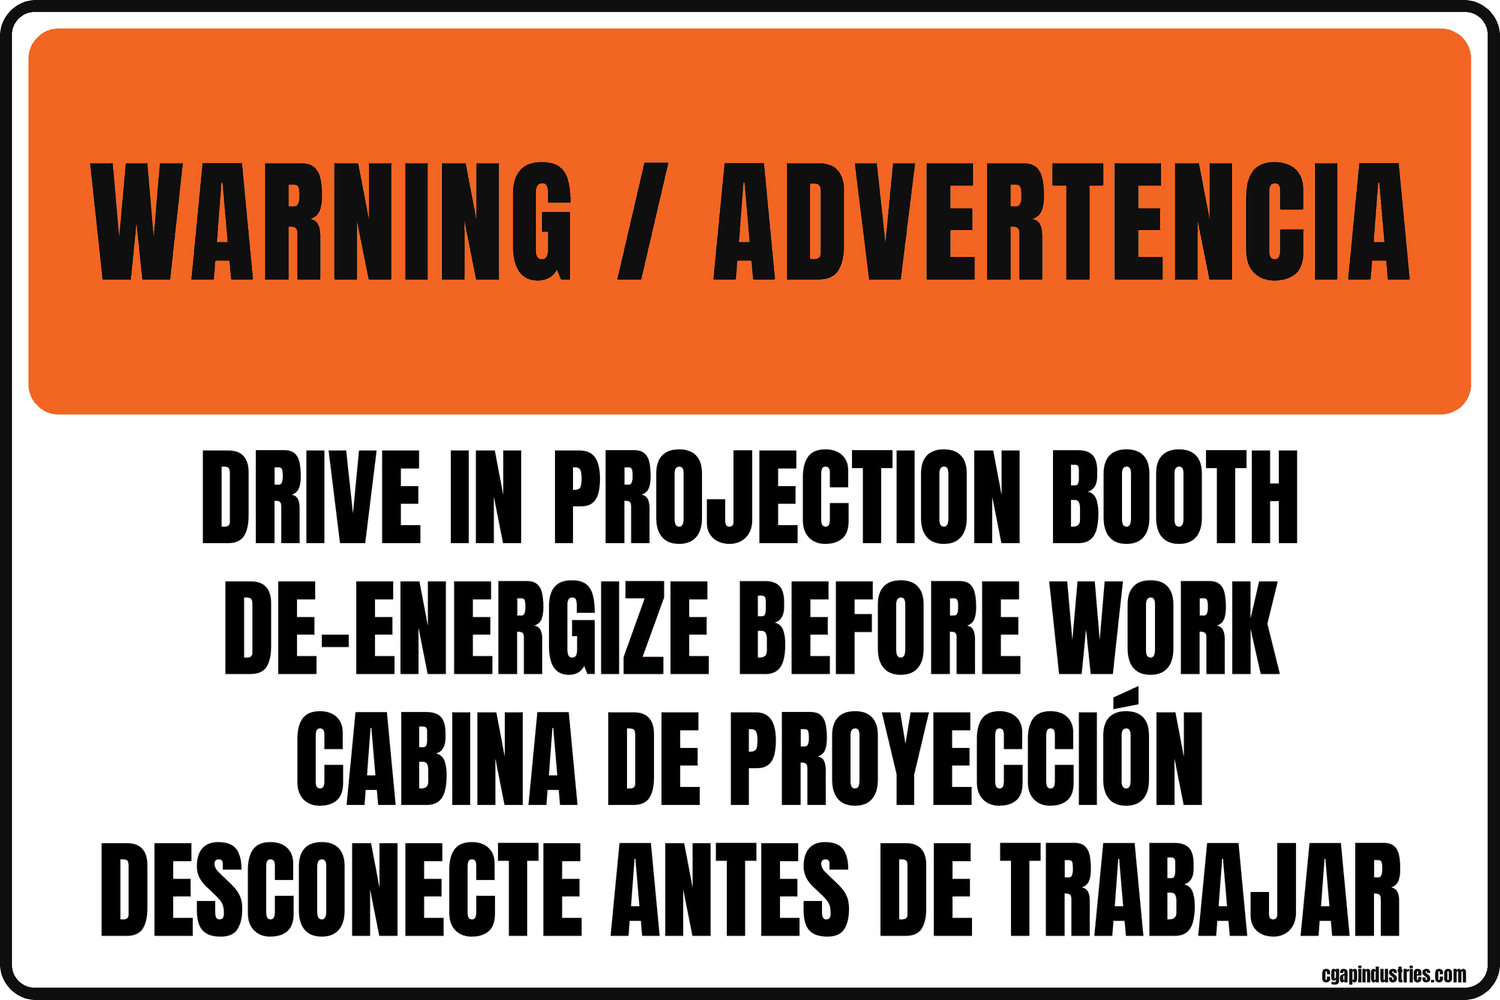 WARNING / ADVERTENCIA
DRIVE IN PROJECTION BOOTH
DE-ENERGIZE BEFORE WORK
CABINA DE PROYECCIÓN
DESCONECTE ANTES DE TRABAJAR
cgapindustries.com